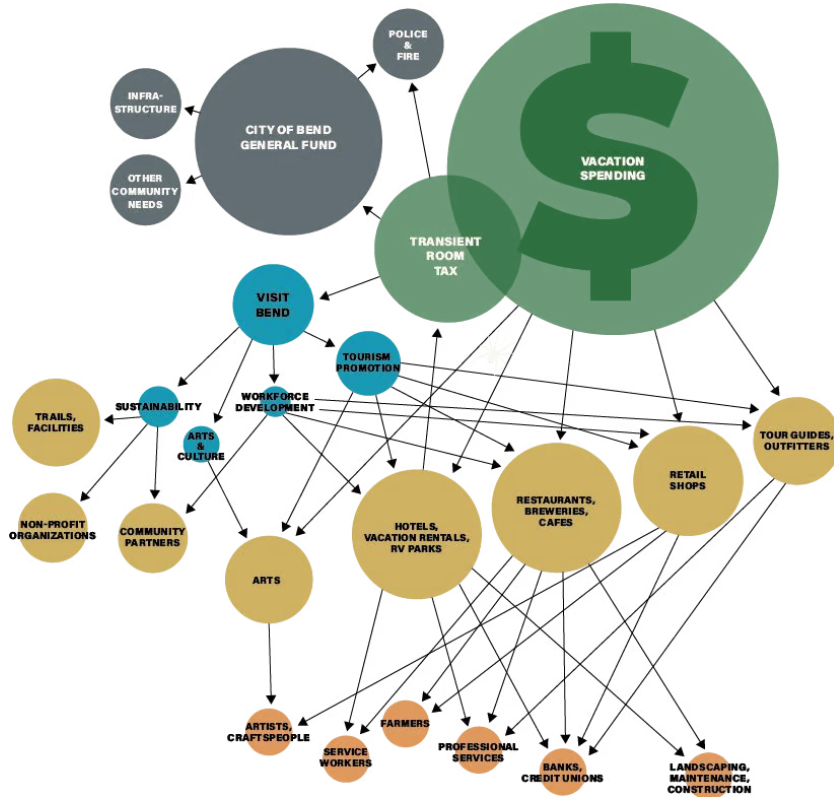 POLICE
&
FIRE
INFRA-
STRUCTURE
CITY OF BEND
GENERAL FUND
VACATION
SPENDING
$
OTHER
COMMUNITY
NEEDS
TRANSIENT
ROOM
TAX
VISIT
BEND
TOURISM
PROMOTION
TRAILS,
FACILITIES
SUSTAINABILITY
WORKFORCE
DEVELOPMENT
ARTS
&
CULTURE
TOUR GUIDES,
OUTFITTERS
RETAIL
SHOPS
RESTAURANTS,
BREWERIES,
CAFES
NON-PROFIT
ORGANIZATIONS
COMMUNITY
PARTNERS
HOTELS,
VACATION RENTALS,
RV PARKS
ARTS
ARTISTS,
CRAFTSPEOPLE
SERVICE
WORKERS
FARMERS
PROFESSIONAL
SERVICES
BANKS,
CREDIT UNIONS
LANDSCAPING,
MAINTENANCE,
CONSTRUCTION